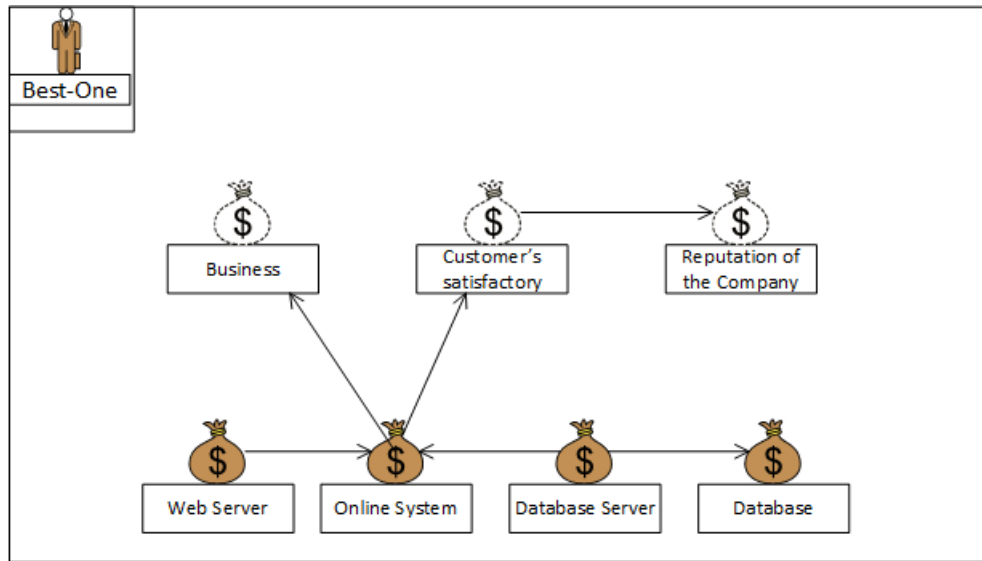 Best-One
$
$
$
Business
Customer's
satisfactory
Reputation of
the Company
$
$
$
$
Web Server
Online System
Database Server
Database